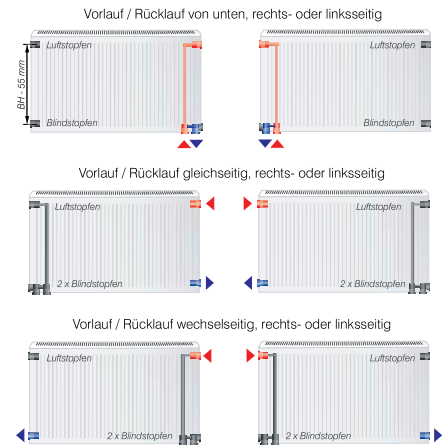 Vorlauf / Rücklauf von unten, rechts- oder linksseitig
Luftstopfen
Luftstopfen
BH - 55 mm
Blindstopfen
Blindstopfen
Vorlauf / Rücklauf gleichseitig, rechts- oder linksseitig
Luftstopfen
Luftstopfen
2 x Blindstopfen
2 x Blindstopfen
Vorlauf / Rücklauf wechselseitig, rechts- oder linksseitig
Luftstopfen
Luftstopfen
2 x Blindstopfen
2 x Blindstopfen